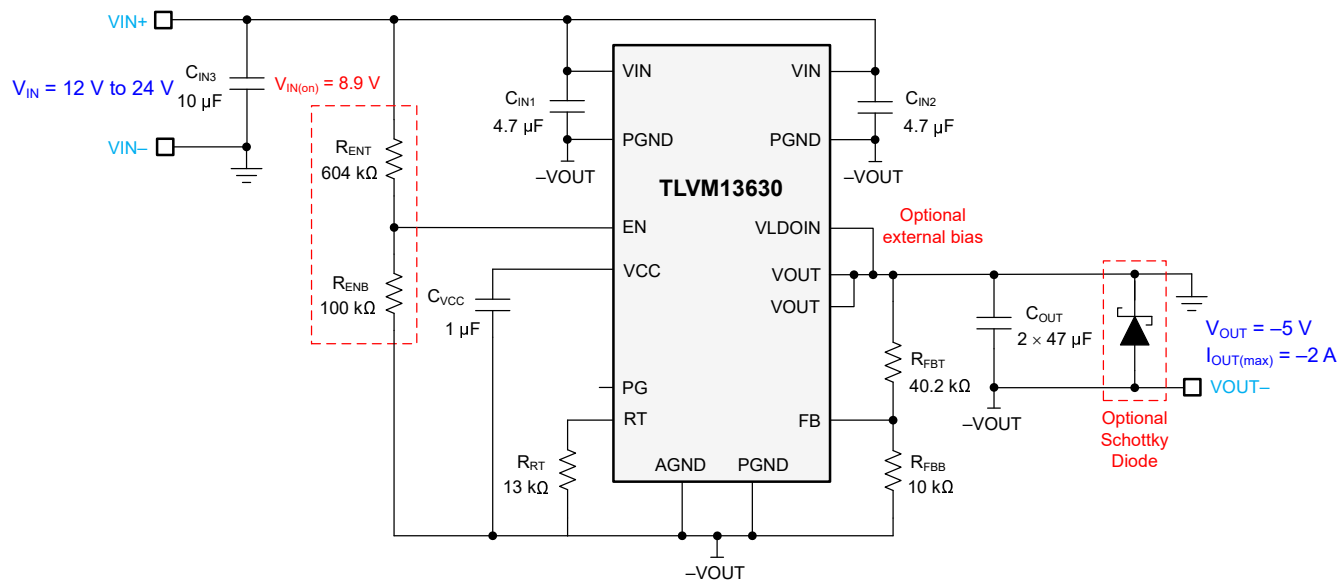 VIN+
CIN3
10 µF
VIN = 12 V to 24 V
VIN(on) = 8.9 V
VIN–
RENT
604 kΩ
RENB
100 kΩ
CIN1
4.7 µF
–VOUT
CVCC
1 µF
RRT
13 kΩ
VIN
VIN
PGND
PGND
TLVM13630
EN
VLDOIN
VCC
VOUT
VOUT
PG
RT
FB
AGND
PGND
CIN2
4.7 µF
–VOUT
Optional
external bias
RFBT
40.2 kΩ
RFBB
10 kΩ
COUT
2 × 47 µF
–VOUT
Optional
Schottky
Diode
VOUT = –5 V
IOUT(max) = –2 A
VOUT–
–VOUT